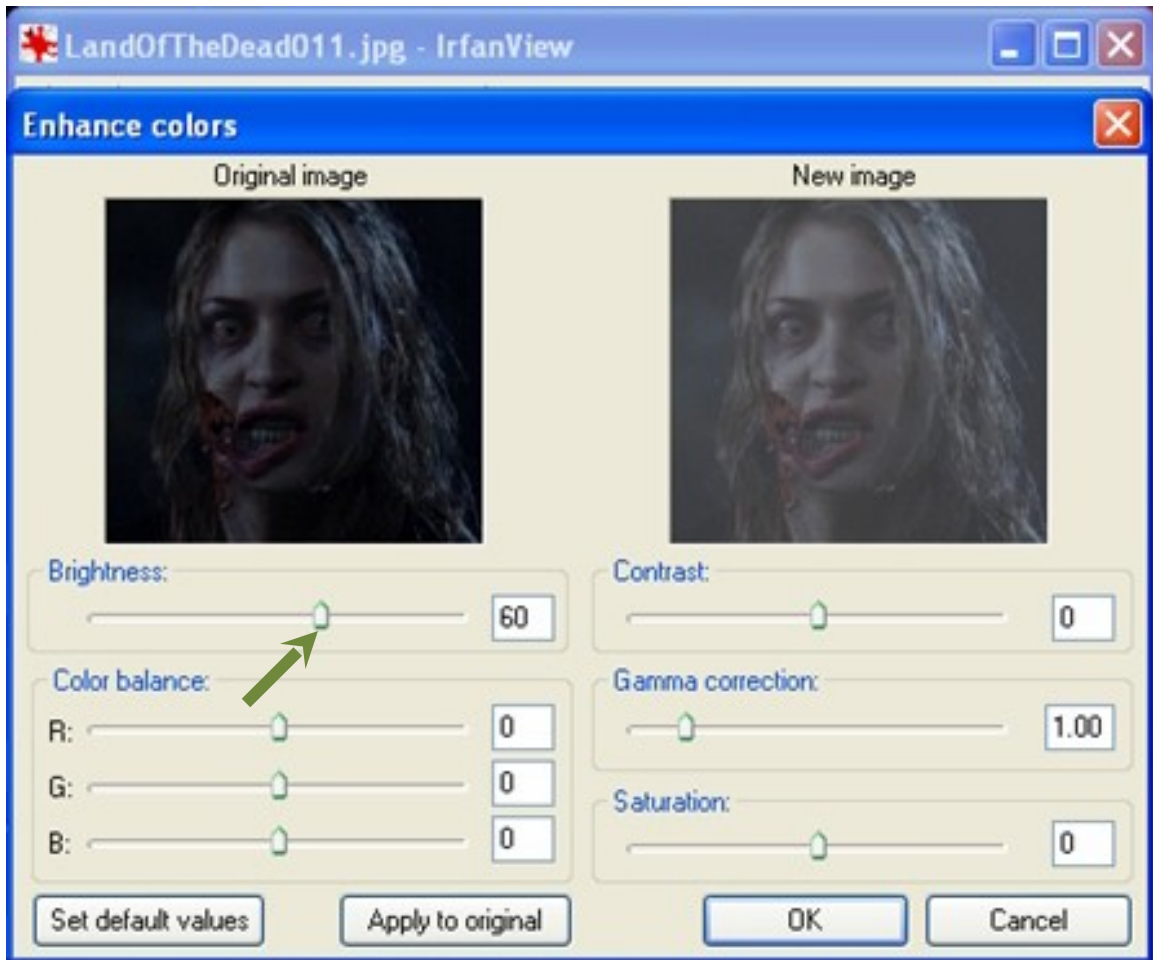 LandOfTheDead011.jpg - IrfanView
Enhance colors
Original image
New image
Brightness:
60
Contrast:
0
Color balance:
R:
0
G:
0
B:
0
Gamma correction:
1.00
Saturation:
0
Set default values
Apply to original
OK
Cancel